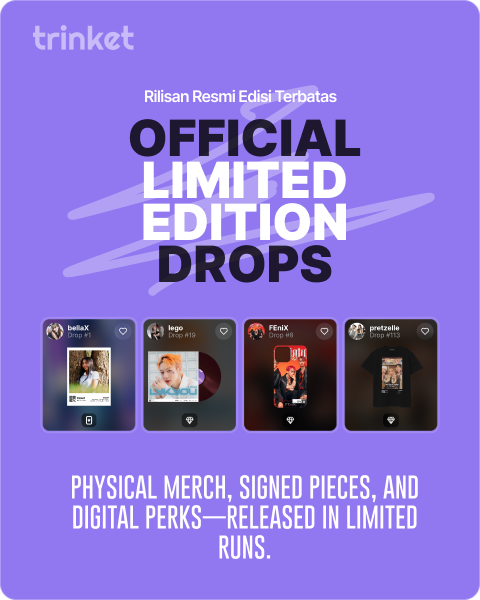 trinket
Rilisan Resmi Edisi Terbatas
OFFICIAL
LIMITED
EDITION
DROPS
bellaX
Drop #1
lego
Drop #19
FEniX
Drop #8
pretzelle
Drop #113
PHYSICAL MERCH, SIGNED PIECES, AND
DIGITAL PERKS—RELEASED IN LIMITED
RUNS.